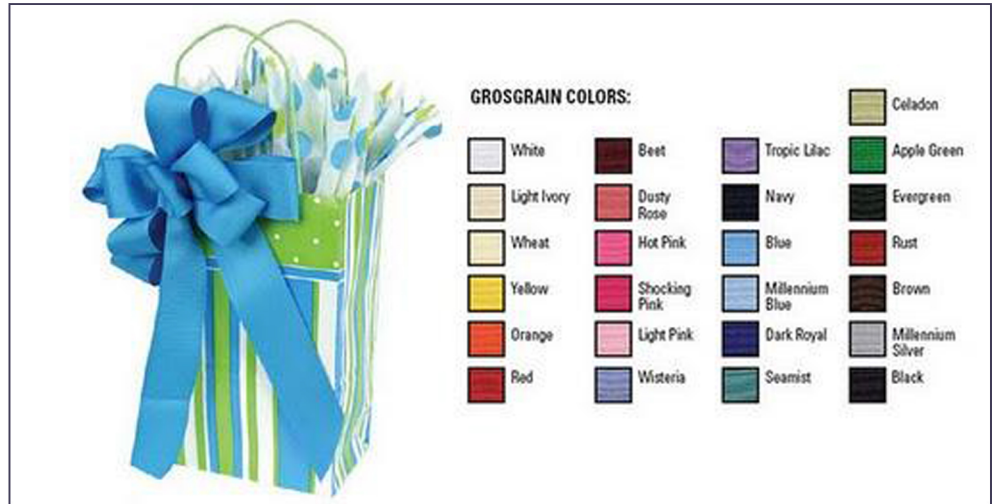 GROSGRAIN COLORS:
White
Light Ivory
Wheat
Yellow
Orange
Red
Beet
Dusty
Rose
Hot Pink
Shocking
Pink
Light Pink
Wisteria
Tropic Lilac
Navy
Blue
Millennium
Blue
Dark Royal
Seamist
Celadon
Apple Green
Evergreen
Rust
Brown
Millennium
Silver
Black